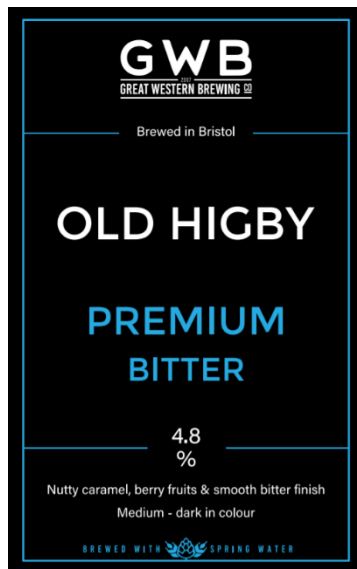 GWB
2007
GREAT WESTERN BREWING CO
Brewed in Bristol
OLD HIGBY
PREMIUM
BITTER
4.8
%
Nutty caramel, berry fruits & smooth bitter finish
Medium - dark in colour
BREWED WITH SPRING WATER